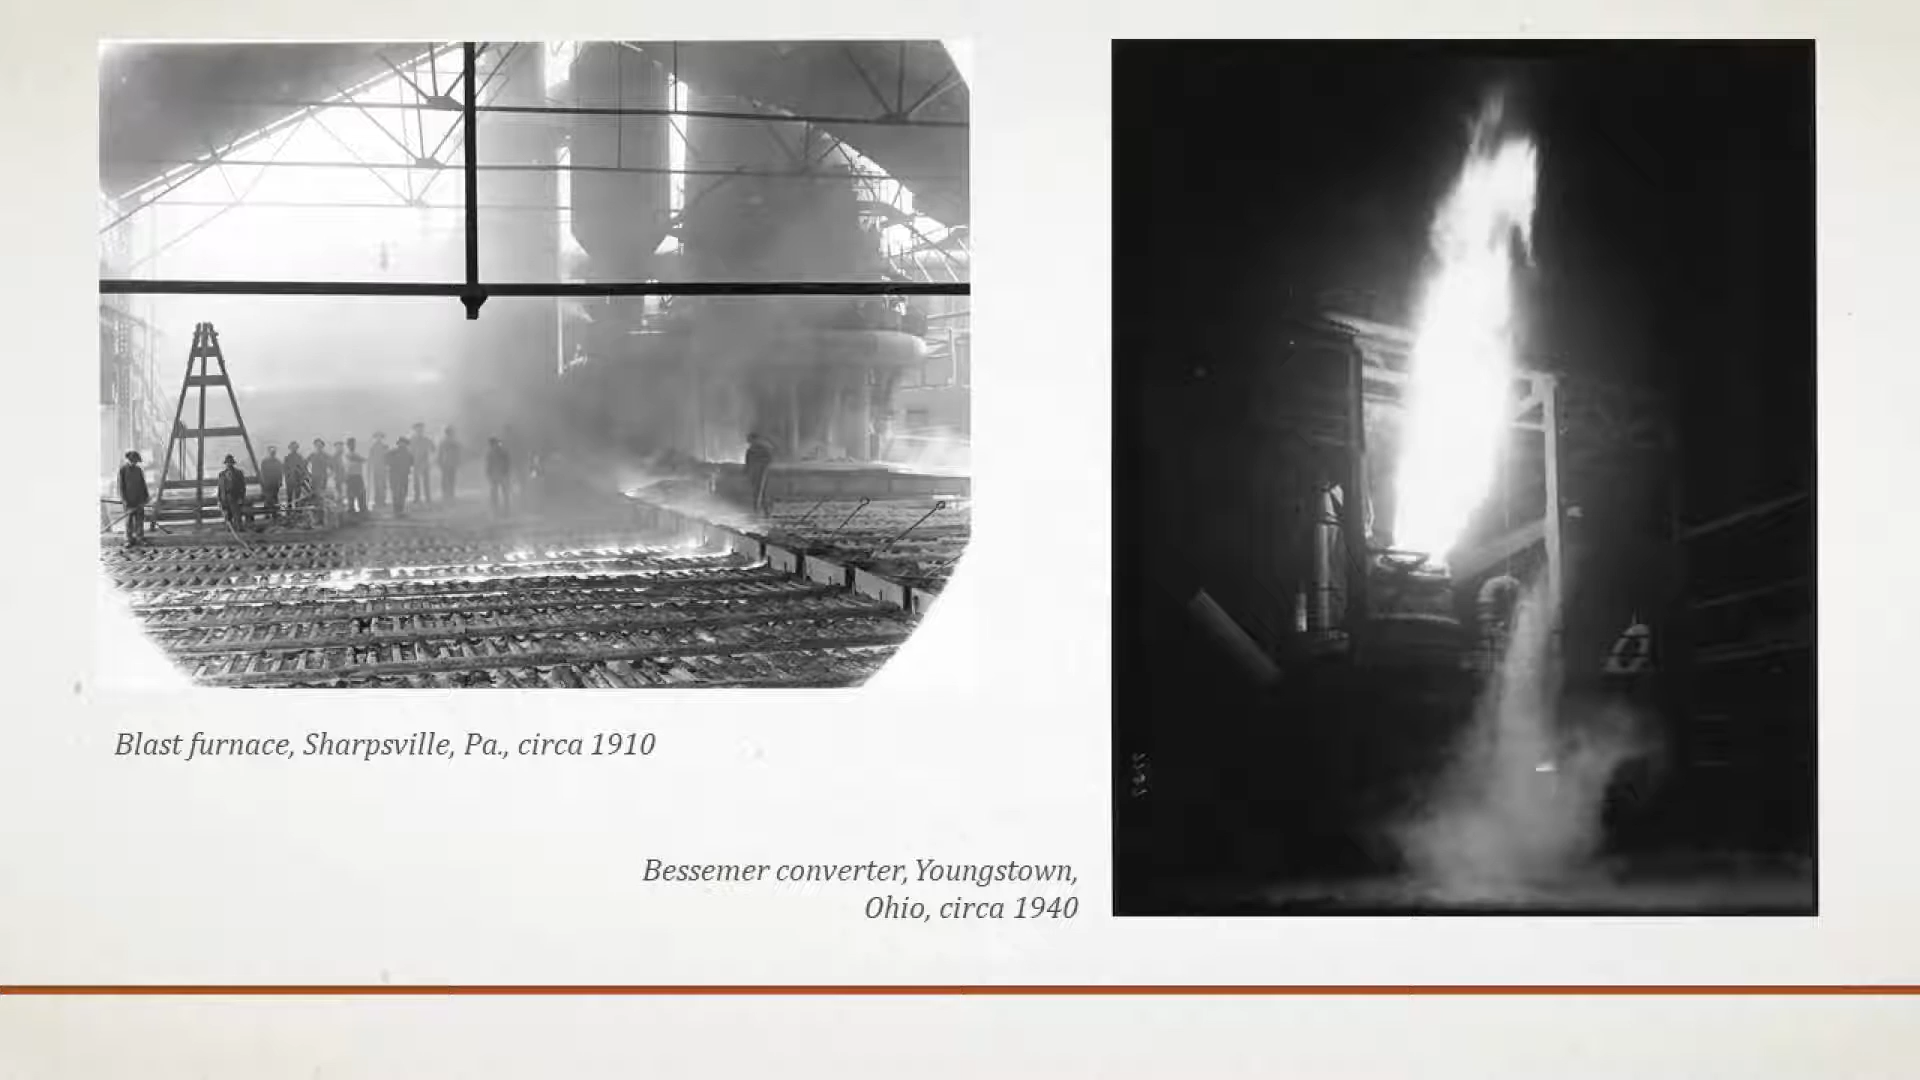 Blast furnace, Sharpsville, Pa., circa 1910
Bessemer converter, Youngstown,
Ohio, circa 1940